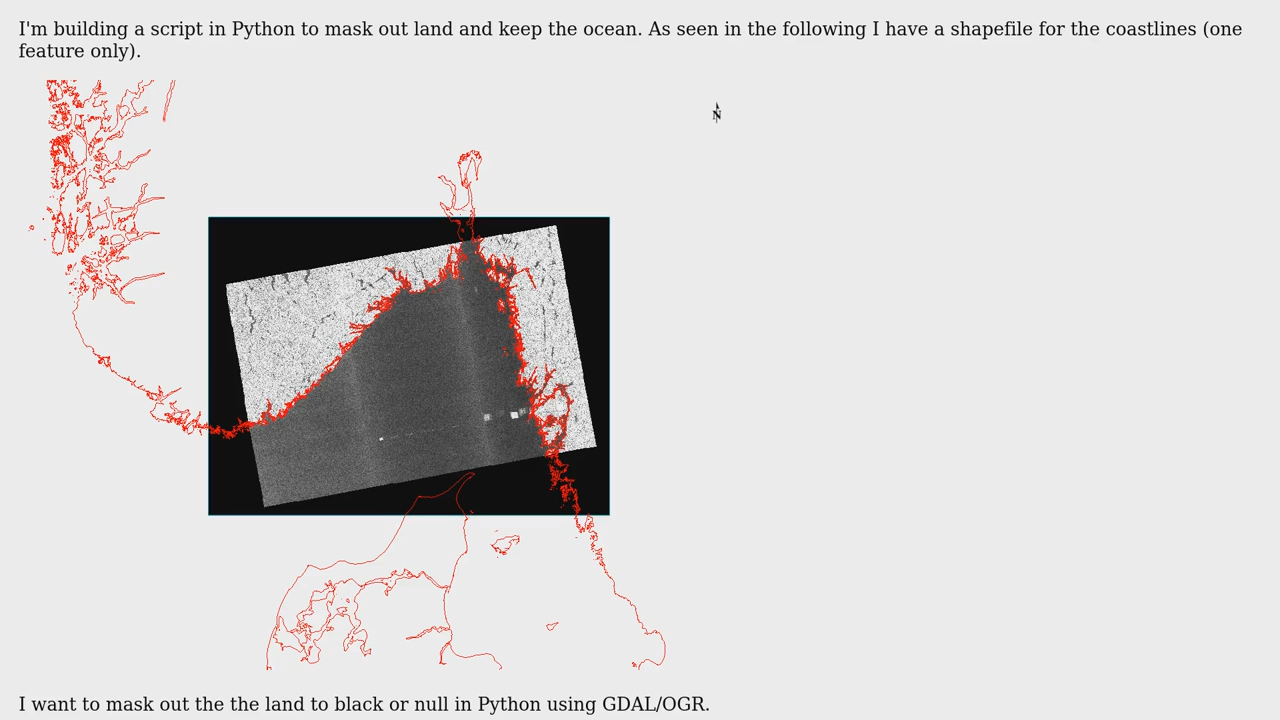 I'm building a script in Python to mask out land and keep the ocean. As seen in the following I have a shapefile for the coastlines (one
feature only).
N
I want to mask out the the land to black or null in Python using GDAL/OGR.